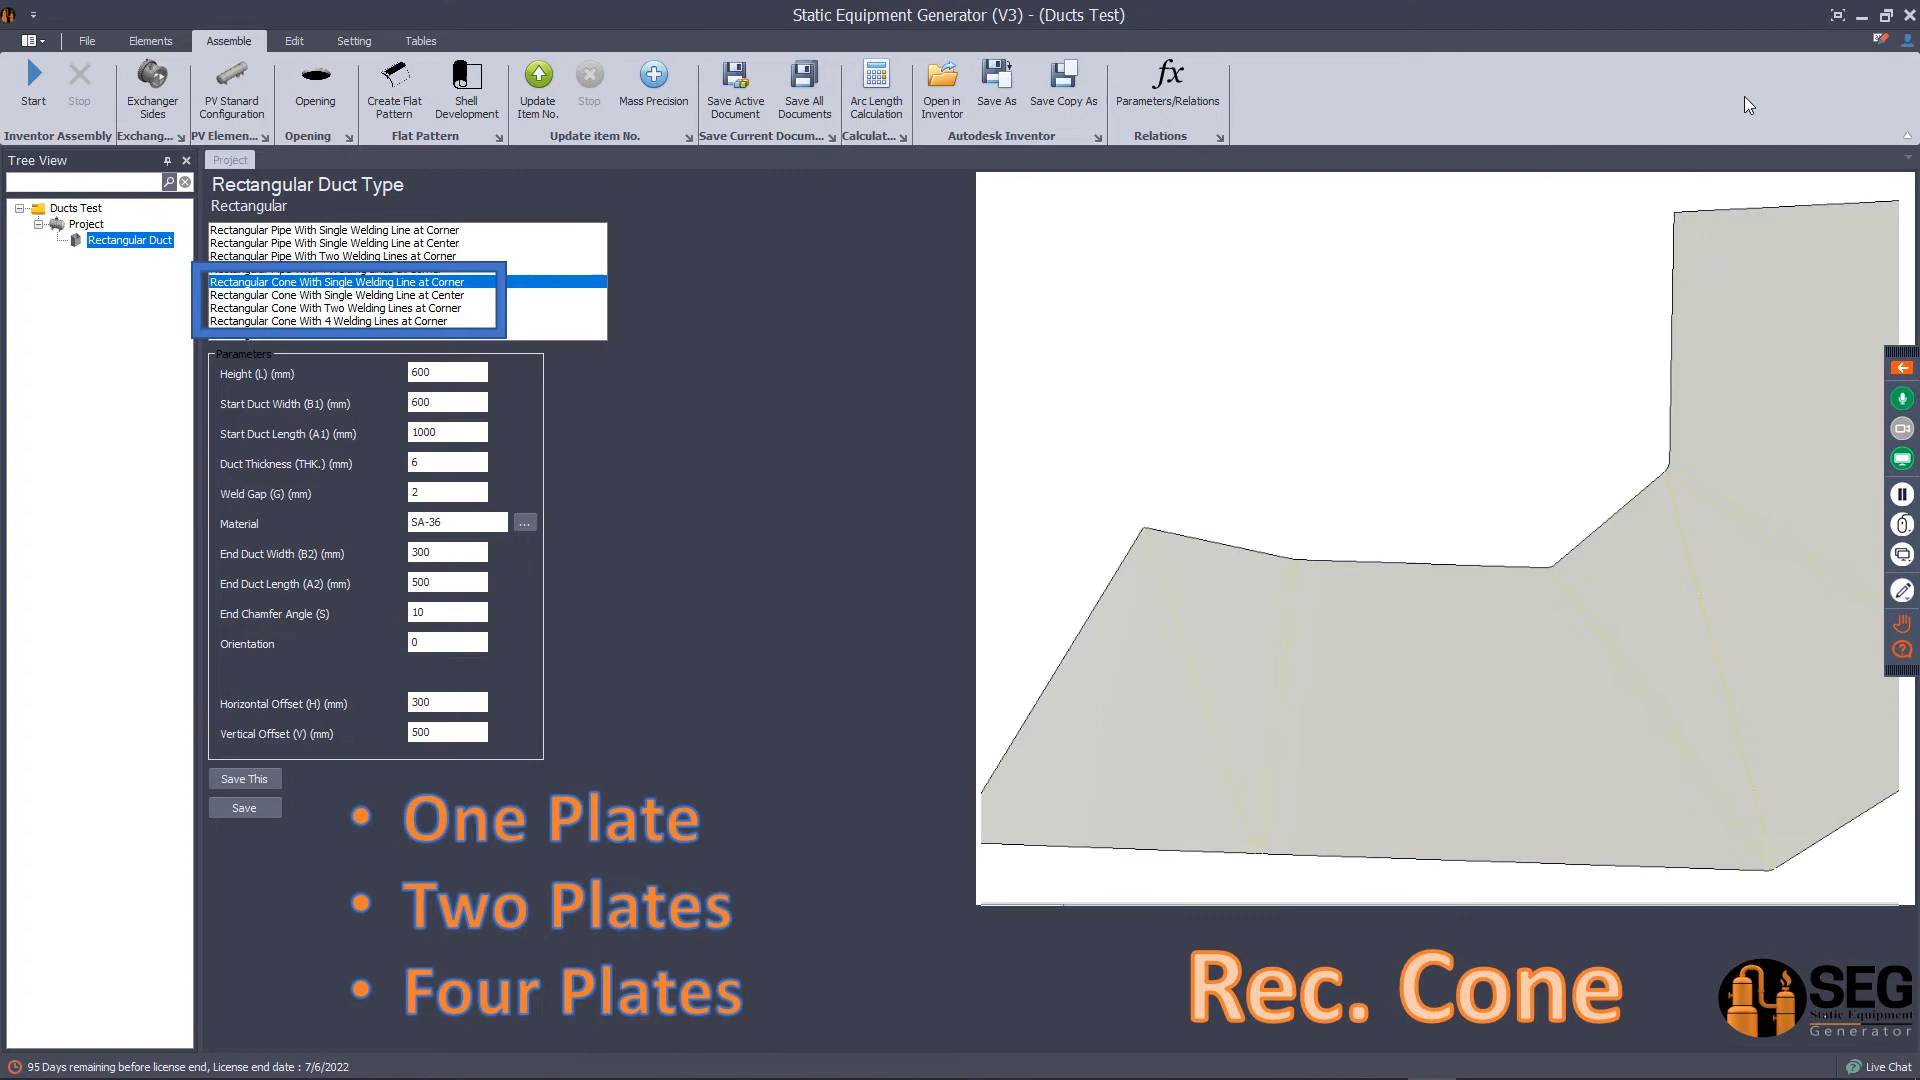 Static Equipment Generator (V3) - (Ducts Test)
File Elements Assemble Edit Setting Tables
Start
Stop
Inventor Assembly
Exchanger Sides
Exchang...
PV Stanard Configuration
PV Elemen...
Opening
Opening
Create Flat Pattern
Shell Development
Flat Pattern
Update Item No.
Stop
Mass Precision
Update item No.
Save Active Document
Save All Documents
Save Current Docum...
Arc Length Calculation
Calculat...
Open in Inventor
Save As
Save Copy As
Autodesk Inventor
fx
Parameters/Relations
Relations
Tree View
Ducts Test
Project
Rectangular Duct
Project
Rectangular Duct Type
Rectangular
Rectangular Pipe With Single Welding Line at Corner
Rectangular Pipe With Single Welding Line at Center
Rectangular Pipe With Two Welding Lines at Corner
Rectangular Cone With Single Welding Line at Corner
Rectangular Cone With Single Welding Line at Center
Rectangular Cone With Two Welding Lines at Corner
Rectangular Cone With 4 Welding Lines at Corner
Parameters
Height (L) (mm) 600
Start Duct Width (B1) (mm) 600
Start Duct Length (A1) (mm) 1000
Duct Thickness (THK.) (mm) 6
Weld Gap (G) (mm) 2
Material SA-36 ...
End Duct Width (B2) (mm) 300
End Duct Length (A2) (mm) 500
End Chamfer Angle (S) 10
Orientation 0
Horizontal Offset (H) (mm) 300
Vertical Offset (V) (mm) 500
Save This
Save
• One Plate
• Two Plates
• Four Plates
Rec. Cone
SEG
Static Equipment
Generator
95 Days remaining before license end, License end date : 7/6/2022
Live Chat